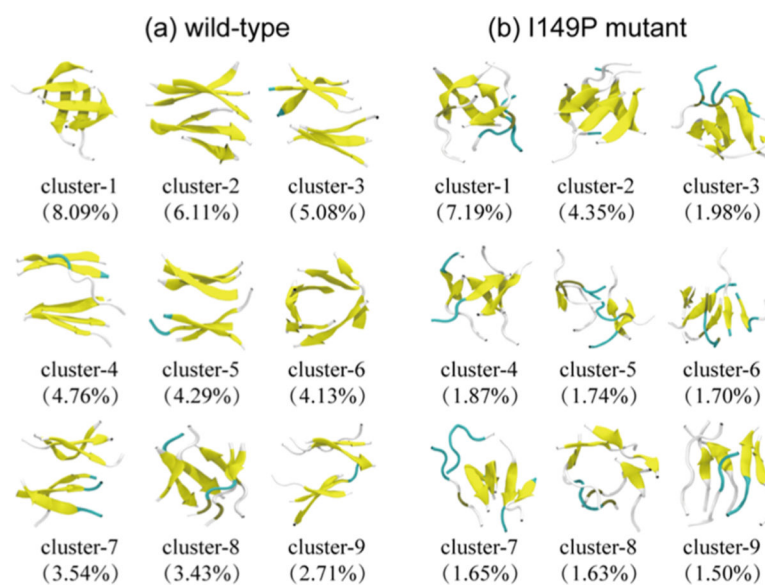 (a) wild-type (b) I149P mutant
cluster-1 cluster-2 cluster-3 cluster-1 cluster-2 cluster-3
(8.09%) (6.11%) (5.08%) (7.19%) (4.35%) (1.98%)
cluster-4 cluster-5 cluster-6 cluster-4 cluster-5 cluster-6
(4.76%) (4.29%) (4.13%) (1.87%) (1.74%) (1.70%)
cluster-7 cluster-8 cluster-9 cluster-7 cluster-8 cluster-9
(3.54%) (3.43%) (2.71%) (1.65%) (1.63%) (1.50%)